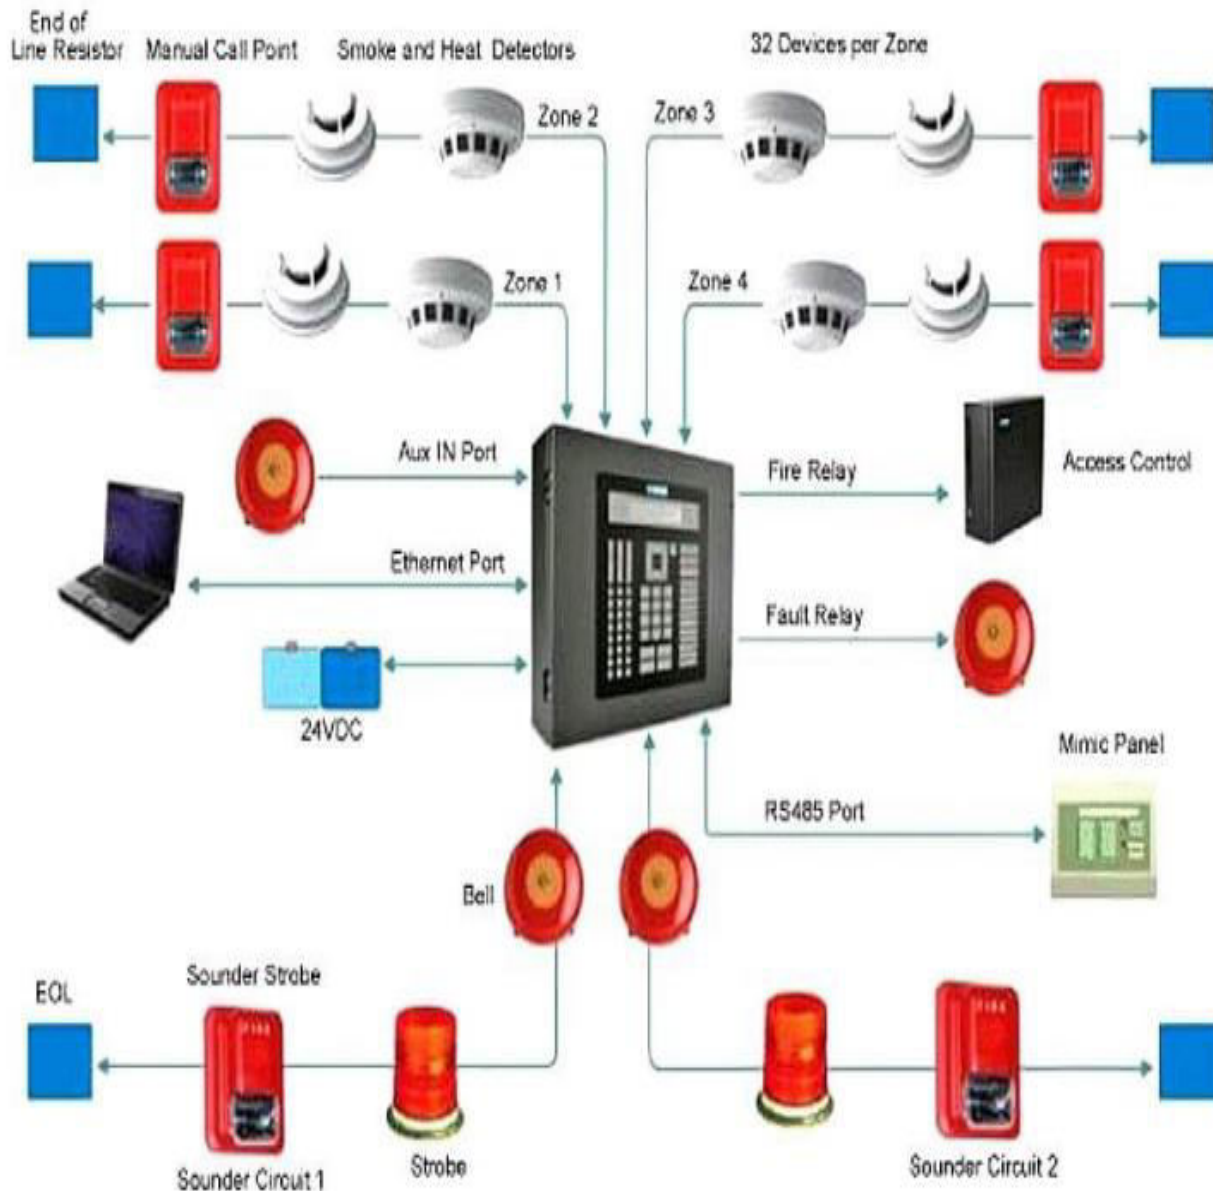 End of
Line Resistor
Manual Call Point
Smoke and Heat Detectors
32 Devices per Zone
Zone 2
Zone 3
Zone 1
Zone 4
Aux IN Port
Fire Relay
Access Control
Ethernet Port
Fault Relay
24VDC
Mimic Panel
RS485 Port
Bell
Sounder Strobe
EOL
FIRE
Strobe
Sounder Circuit 1
Sounder Circuit 2